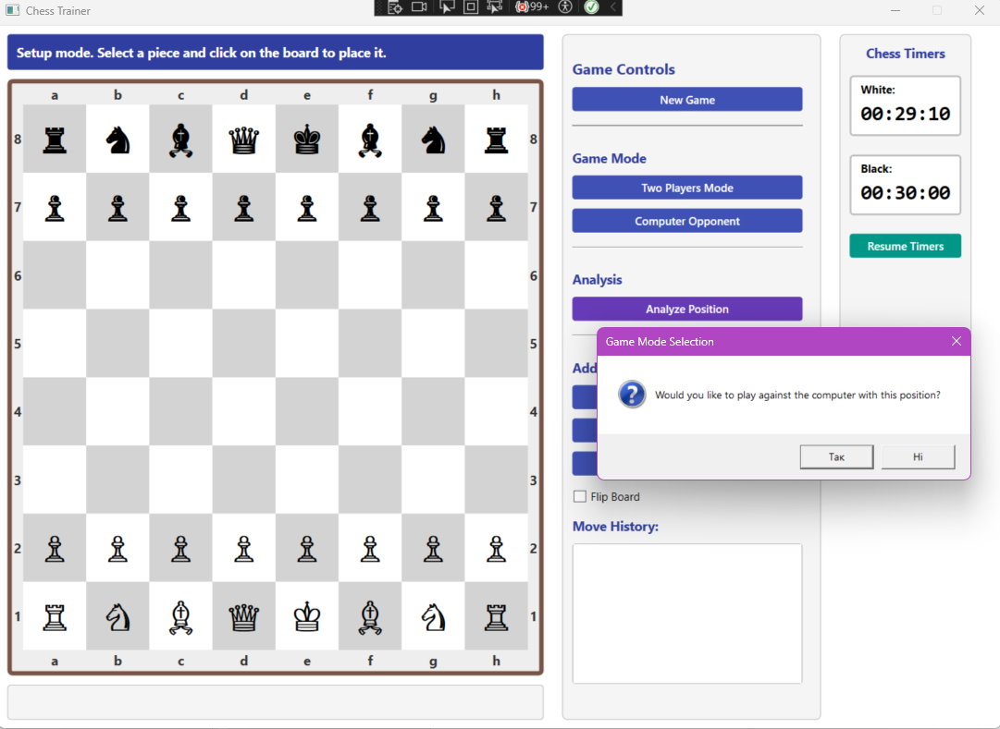 Chess Trainer
99+
Setup mode. Select a piece and click on the board to place it.
a b c d e f g h
8 8
7 7
6 6
5 5
4 4
3 3
2 2
1 1
a b c d e f g h
Game Controls
New Game
Game Mode
Two Players Mode
Computer Opponent
Analysis
Analyze Position
Add
Flip Board
Move History:
Chess Timers
White:
00:29:10
Black:
00:30:00
Resume Timers
Game Mode Selection
Would you like to play against the computer with this position?
Так
Ні